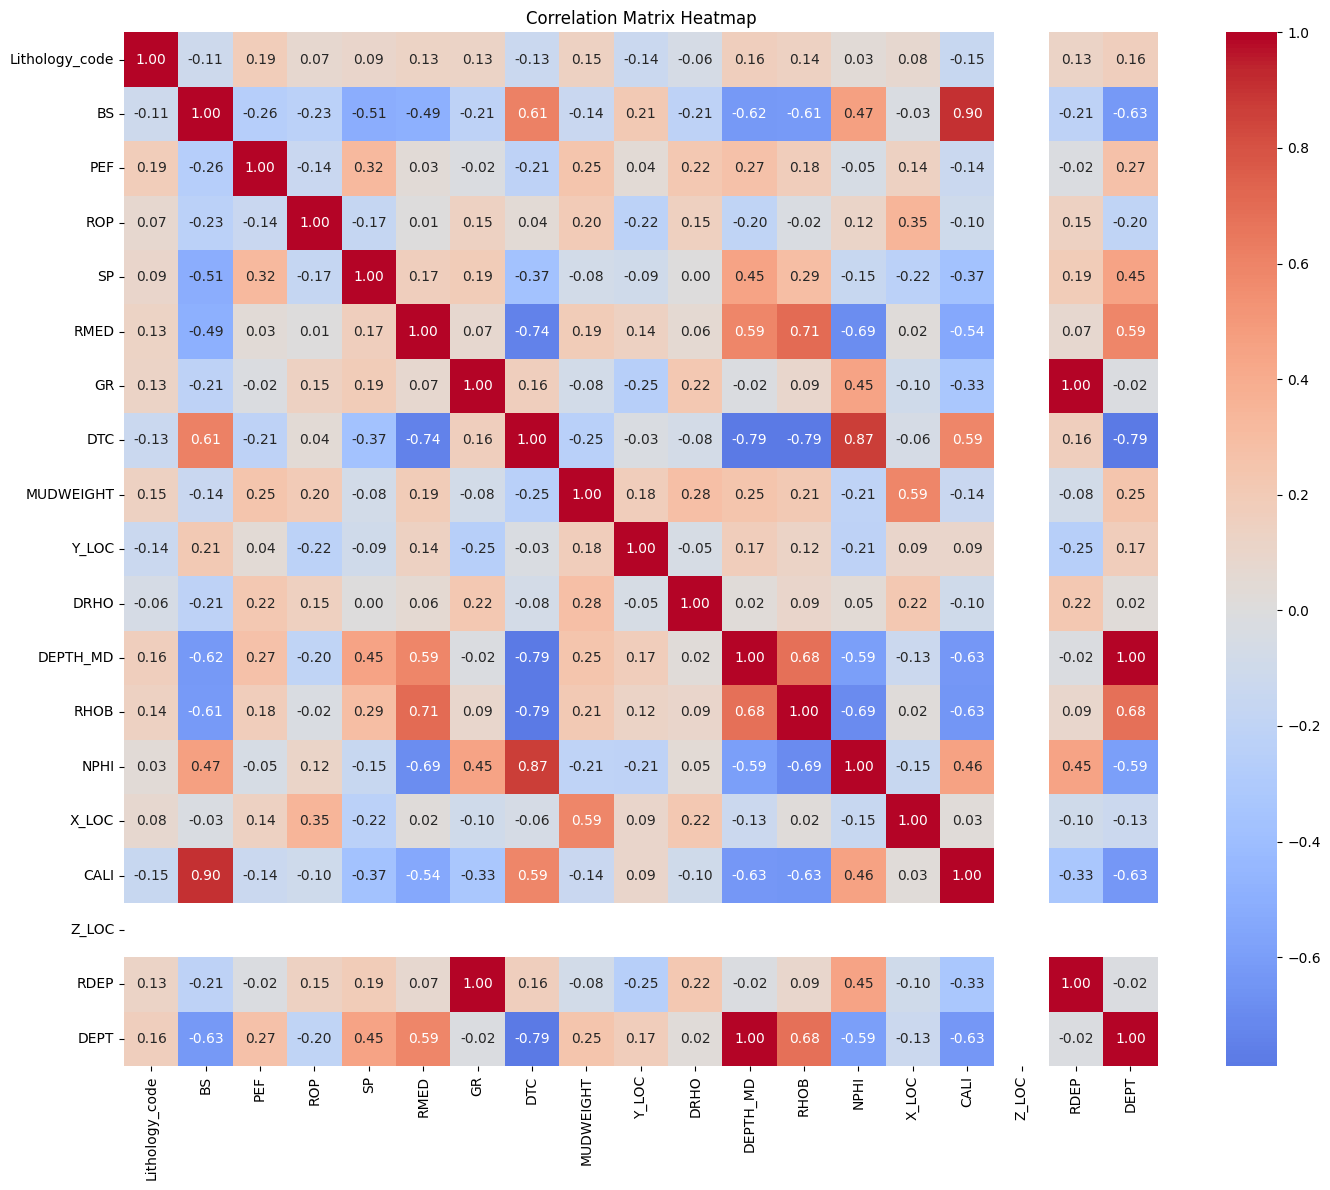 Correlation Matrix Heatmap
Lithology_code 1.00 -0.11 0.19 0.07 0.09 0.13 0.13 -0.13 0.15 -0.14 -0.06 0.16 0.14 0.03 0.08 -0.15 0.13 0.16
BS -0.11 1.00 -0.26 -0.23 -0.51 -0.49 -0.21 0.61 -0.14 0.21 -0.21 -0.62 -0.61 0.47 -0.03 0.90 -0.21 -0.63
PEF 0.19 -0.26 1.00 -0.14 0.32 0.03 -0.02 -0.21 0.25 0.04 0.22 0.27 0.18 -0.05 0.14 -0.14 -0.02 0.27
ROP 0.07 -0.23 -0.14 1.00 -0.17 0.01 0.15 0.04 0.20 -0.22 0.15 -0.20 -0.02 0.12 0.35 -0.10 0.15 -0.20
SP 0.09 -0.51 0.32 -0.17 1.00 0.17 0.19 -0.37 -0.08 -0.09 0.00 0.45 0.29 -0.15 -0.22 -0.37 0.19 0.45
RMED 0.13 -0.49 0.03 0.01 0.17 1.00 0.07 -0.74 0.19 0.14 0.06 0.59 0.71 -0.69 0.02 -0.54 0.07 0.59
GR 0.13 -0.21 -0.02 0.15 0.19 0.07 1.00 0.16 -0.08 -0.25 0.22 -0.02 0.09 0.45 -0.10 -0.33 1.00 -0.02
DTC -0.13 0.61 -0.21 0.04 -0.37 -0.74 0.16 1.00 -0.25 -0.03 -0.08 -0.79 -0.79 0.87 -0.06 0.59 0.16 -0.79
MUDWEIGHT 0.15 -0.14 0.25 0.20 -0.08 0.19 -0.08 -0.25 1.00 0.18 0.28 0.25 0.21 -0.21 0.59 -0.14 -0.08 0.25
Y_LOC -0.14 0.21 0.04 -0.22 -0.09 0.14 -0.25 -0.03 0.18 1.00 -0.05 0.17 0.12 -0.21 0.09 0.09 -0.25 0.17
DRHO -0.06 -0.21 0.22 0.15 0.00 0.06 0.22 -0.08 0.28 -0.05 1.00 0.02 0.09 0.05 0.22 -0.10 0.22 0.02
DEPTH_MD 0.16 -0.62 0.27 -0.20 0.45 0.59 -0.02 -0.79 0.25 0.17 0.02 1.00 0.68 -0.59 -0.13 -0.63 -0.02 1.00
RHOB 0.14 -0.61 0.18 -0.02 0.29 0.71 0.09 -0.79 0.21 0.12 0.09 0.68 1.00 -0.69 0.02 -0.63 0.09 0.68
NPHI 0.03 0.47 -0.05 0.12 -0.15 -0.69 0.45 0.87 -0.21 -0.21 0.05 -0.59 -0.69 1.00 -0.15 0.46 0.45 -0.59
X_LOC 0.08 -0.03 0.14 0.35 -0.22 0.02 -0.10 -0.06 0.59 0.09 0.22 -0.13 0.02 -0.15 1.00 0.03 -0.10 -0.13
CALI -0.15 0.90 -0.14 -0.10 -0.37 -0.54 -0.33 0.59 -0.14 0.09 -0.10 -0.63 -0.63 0.46 0.03 1.00 -0.33 -0.63
Z_LOC
RDEP 0.13 -0.21 -0.02 0.15 0.19 0.07 1.00 0.16 -0.08 -0.25 0.22 -0.02 0.09 0.45 -0.10 -0.33 1.00 -0.02
DEPT 0.16 -0.63 0.27 -0.20 0.45 0.59 -0.02 -0.79 0.25 0.17 0.02 1.00 0.68 -0.59 -0.13 -0.63 -0.02 1.00
Lithology_code BS PEF ROP SP RMED GR DTC MUDWEIGHT Y_LOC DRHO DEPTH_MD RHOB NPHI X_LOC CALI Z_LOC RDEP DEPT
1.0
0.8
0.6
0.4
0.2
0.0
−0.2
−0.4
−0.6